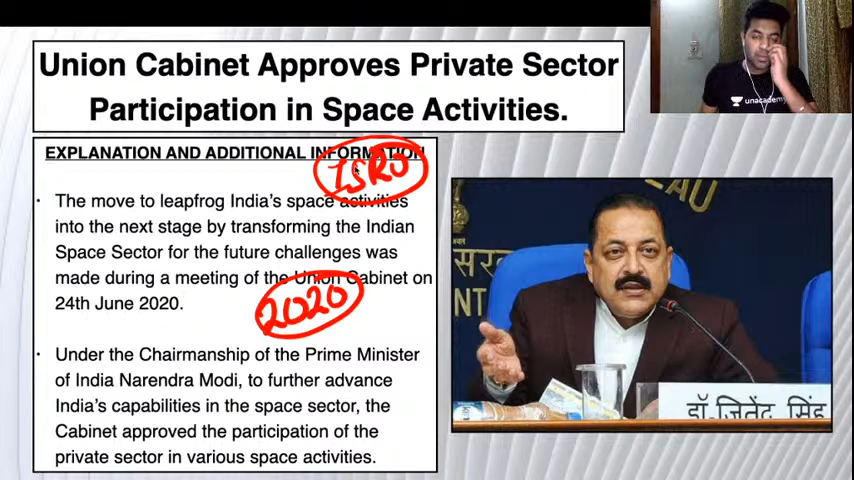 Union Cabinet Approves Private Sector
Participation in Space Activities.
unacademy
EXPLANATION AND ADDITIONAL INFORMATION
ISRO
• The move to leapfrog India's space activities
into the next stage by transforming the Indian
Space Sector for the future challenges was
made during a meeting of the Union Cabinet on
24th June 2020.
2020
• Under the Chairmanship of the Prime Minister
of India Narendra Modi, to further advance
India's capabilities in the space sector, the
Cabinet approved the participation of the
private sector in various space activities.
EAU
डॉ. जितेंद्र सिंह